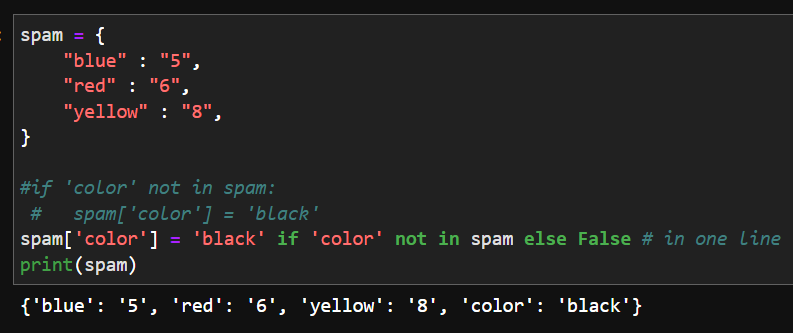 spam = {
    "blue" : "5",
    "red" : "6",
    "yellow" : "8",
}
#if 'color' not in spam:
 #   spam['color'] = 'black'
spam['color'] = 'black' if 'color' not in spam else False # in one line
print(spam)
{'blue': '5', 'red': '6', 'yellow': '8', 'color': 'black'}